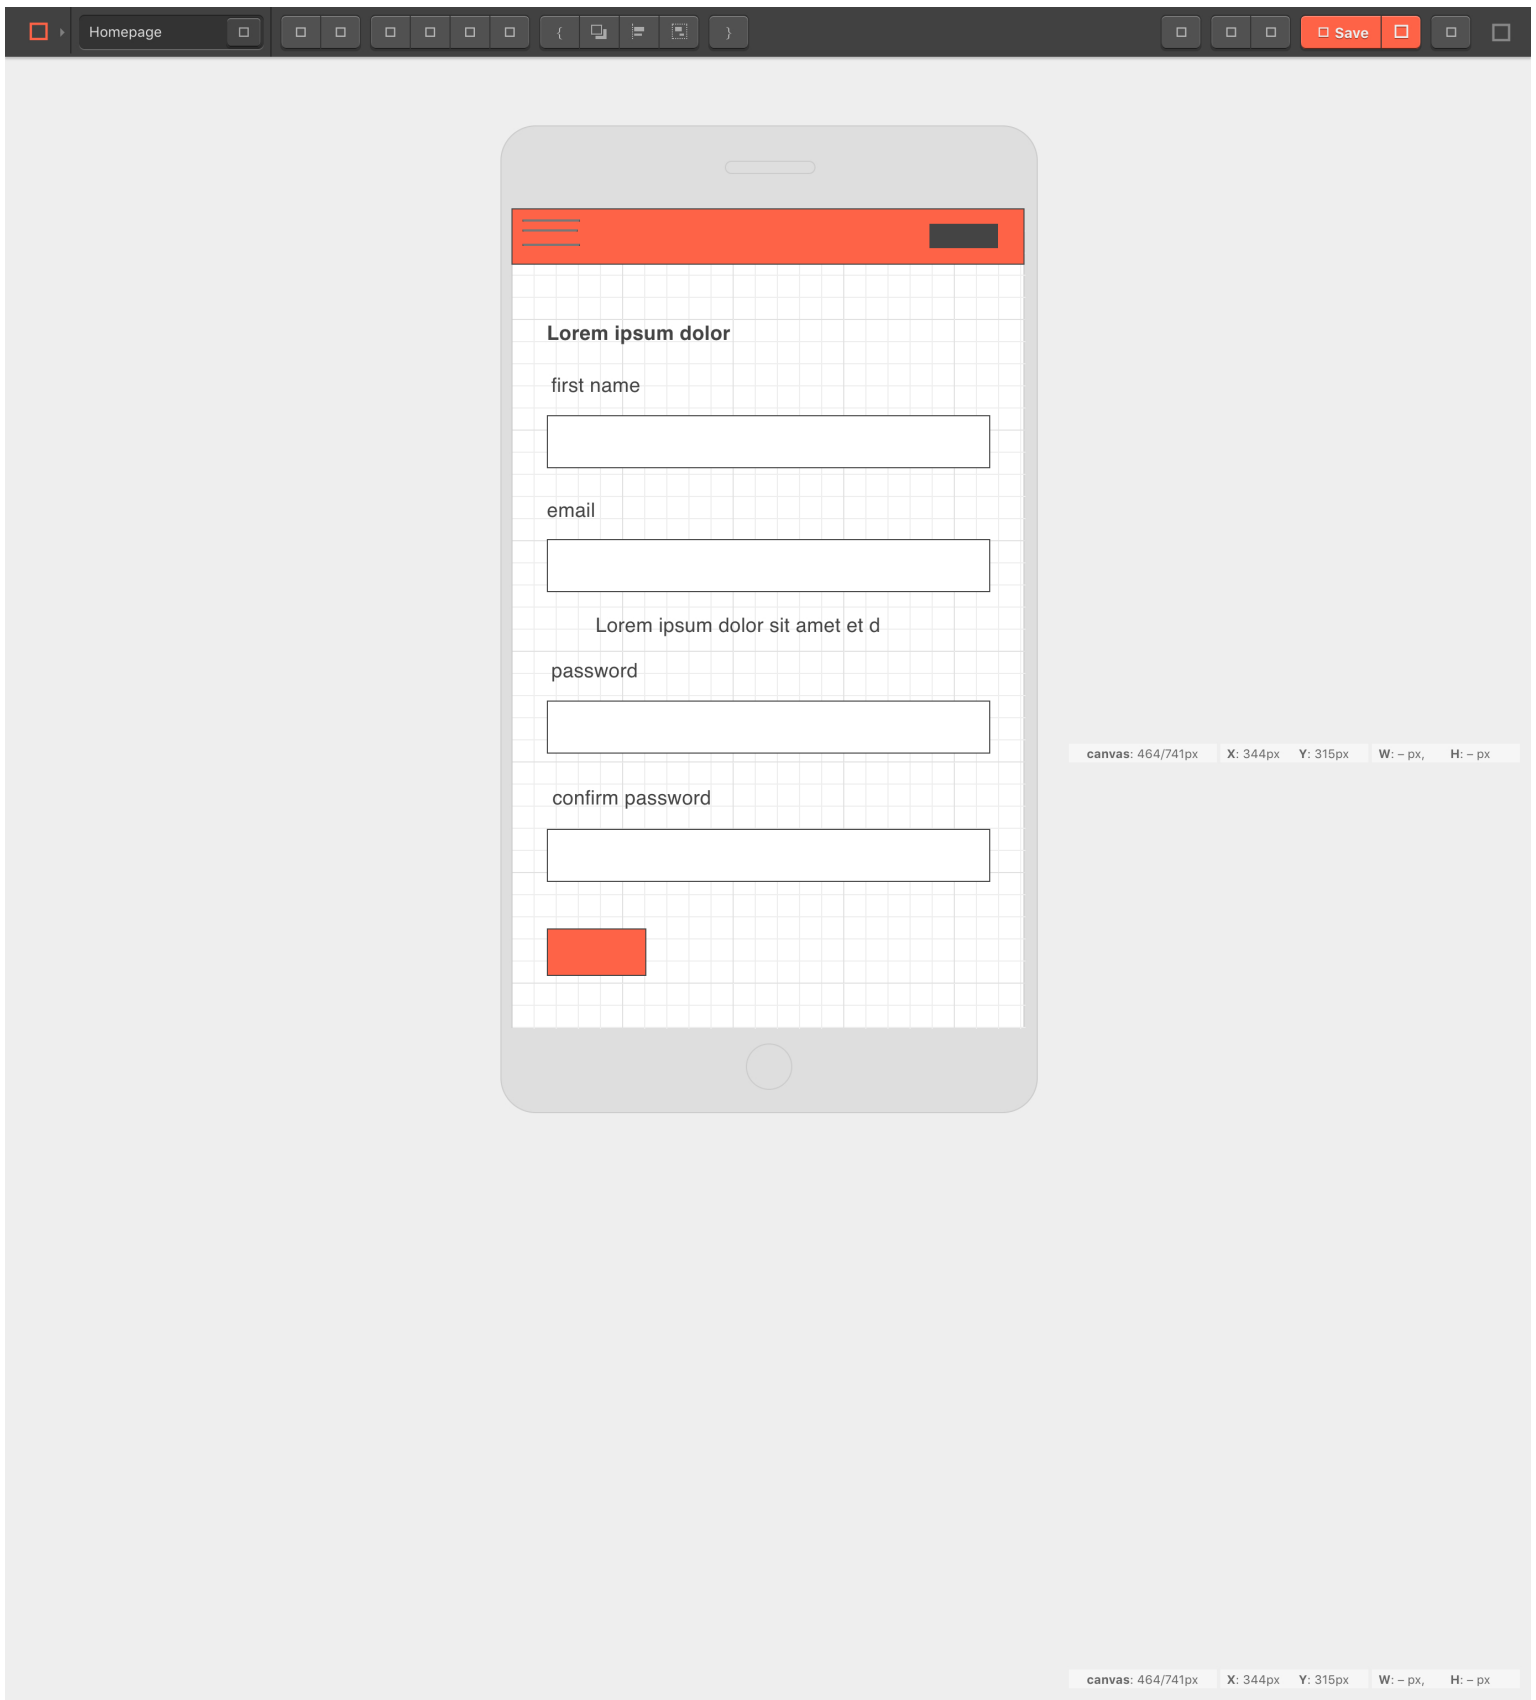 Homepage
{
}
Save
Lorem ipsum dolor
first name
email
Lorem ipsum dolor sit amet et d
password
canvas: 464/741px X: 344px Y: 315px W: – px, H: – px
confirm password
canvas: 464/741px X: 344px Y: 315px W: – px, H: – px